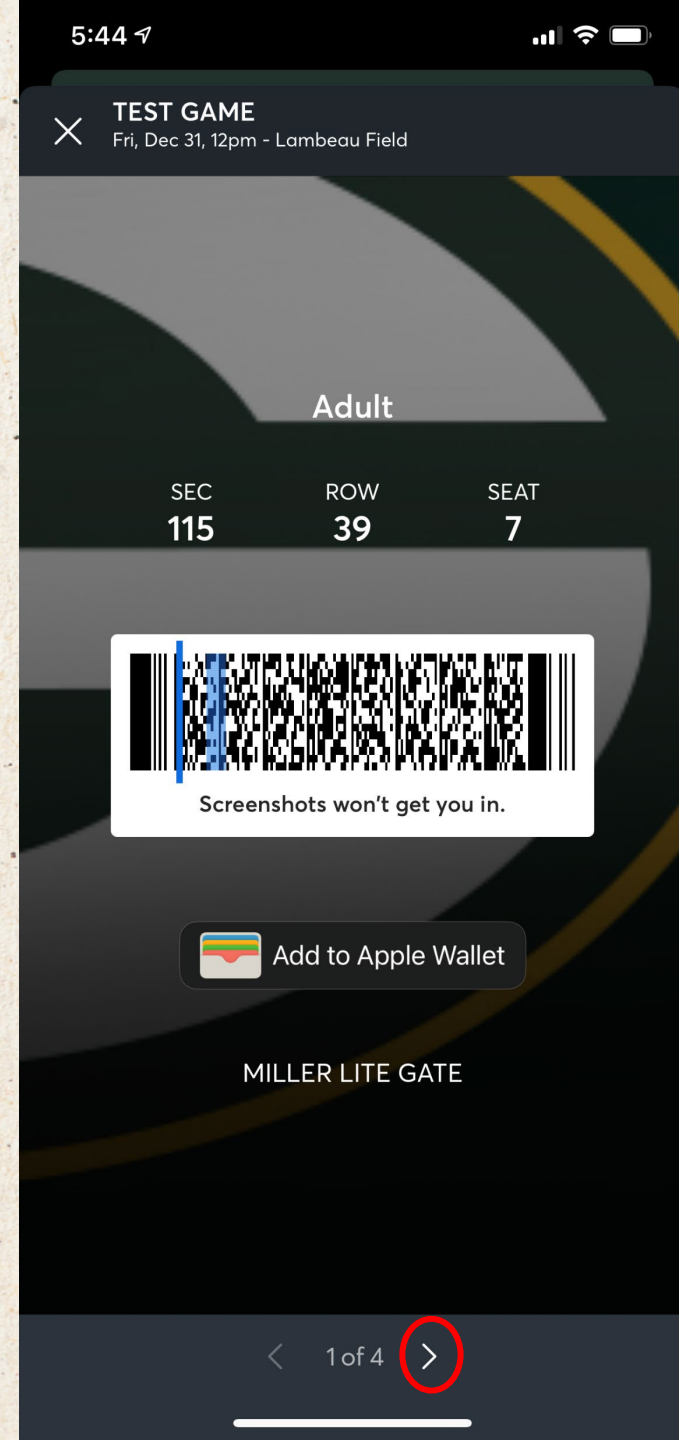 5:44
TEST GAME
Fri, Dec 31, 12pm - Lambeau Field
Adult
SEC ROW SEAT
115 39 7
Screenshots won't get you in.
Add to Apple Wallet
MILLER LITE GATE
1 of 4